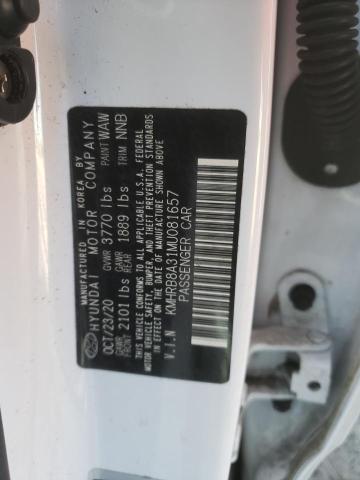 MANUFACTURED IN KOREA BY
HYUNDAI MOTOR COMPANY
OCT/23/20 GVWR 3770 lbs PAINT WAW
GAWR FRONT 2101 lbs GAWR REAR 1889 lbs TRIM NNB
THIS VEHICLE CONFORMS TO ALL APPLICABLE U.S.A. FEDERAL
MOTOR VEHICLE SAFETY, BUMPER, AND THEFT PREVENTION STANDARDS
IN EFFECT ON THE DATE OF MANUFACTURE SHOWN ABOVE.
V.I.N KMHRB8A31MU081657
PASSENGER CAR